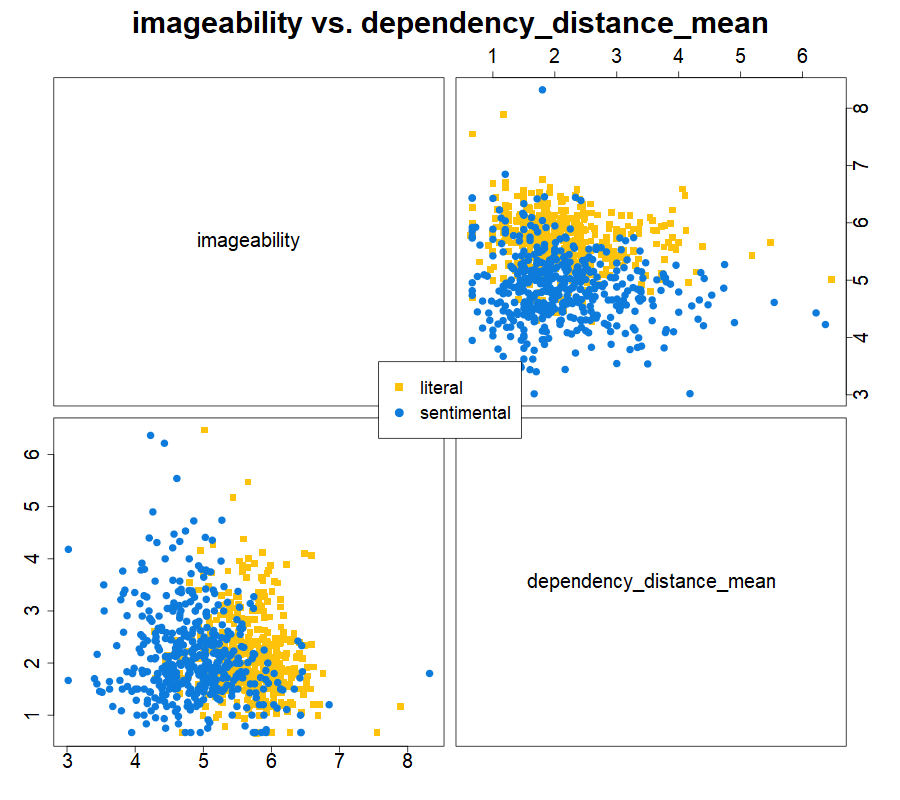 imageability vs. dependency_distance_mean
1 2 3 4 5 6
8
7
6
5
4
3
imageability
literal
sentimental
6
5
4
3
2
1
dependency_distance_mean
3 4 5 6 7 8